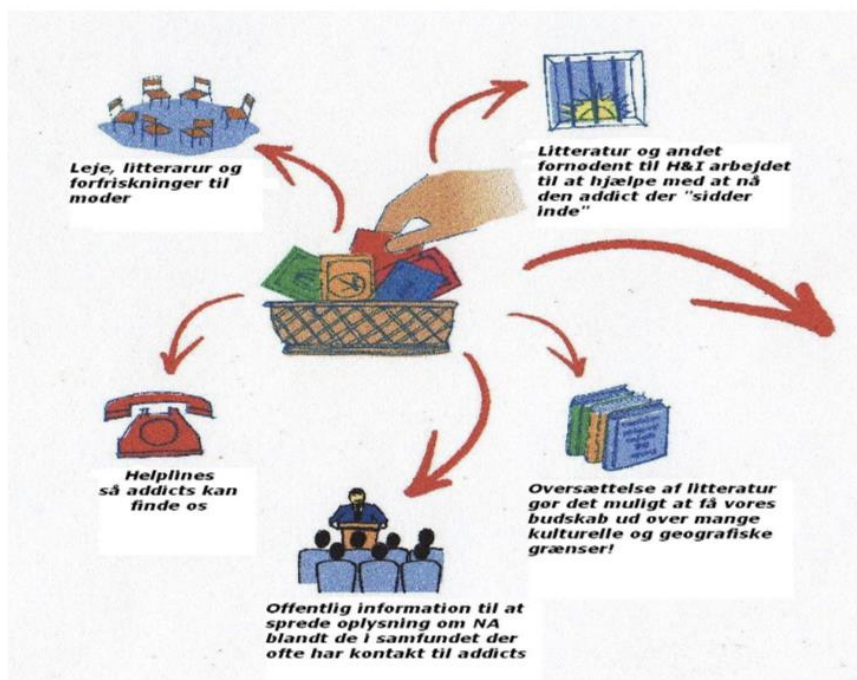 Leje, litterarur og
forfriskninger til
moder
Litteratur og andet
fornodent til H&I arbejdet
til at hjælpe med at nå
den addict der "sidder
inde"
Helplines
så addicts kan
finde os
Oversættelse af litteratur
gor det muligt at få vores
budskab ud over mange
kulturelle og geografiske
grænser!
Offentlig information til at
sprede oplysning om NA
blandt de i samfundet der
ofte har kontakt til addicts